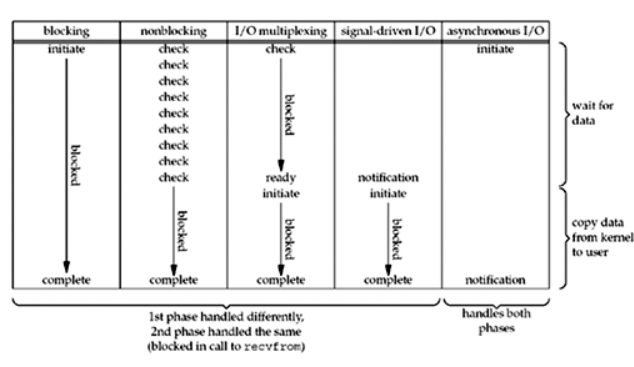 blocking nonblocking I/O multiplexing signal-driven I/O asynchronous I/O
initiate check check initiate
check
check
check
check
check
check
check
check ready notification
initiate initiate
blocked
blocked
blocked
blocked
blocked
complete complete complete complete notification
wait for
data
copy data
from kernel
to user
1st phase handled differently,
2nd phase handled the same
(blocked in call to recvfrom)
handles both
phases